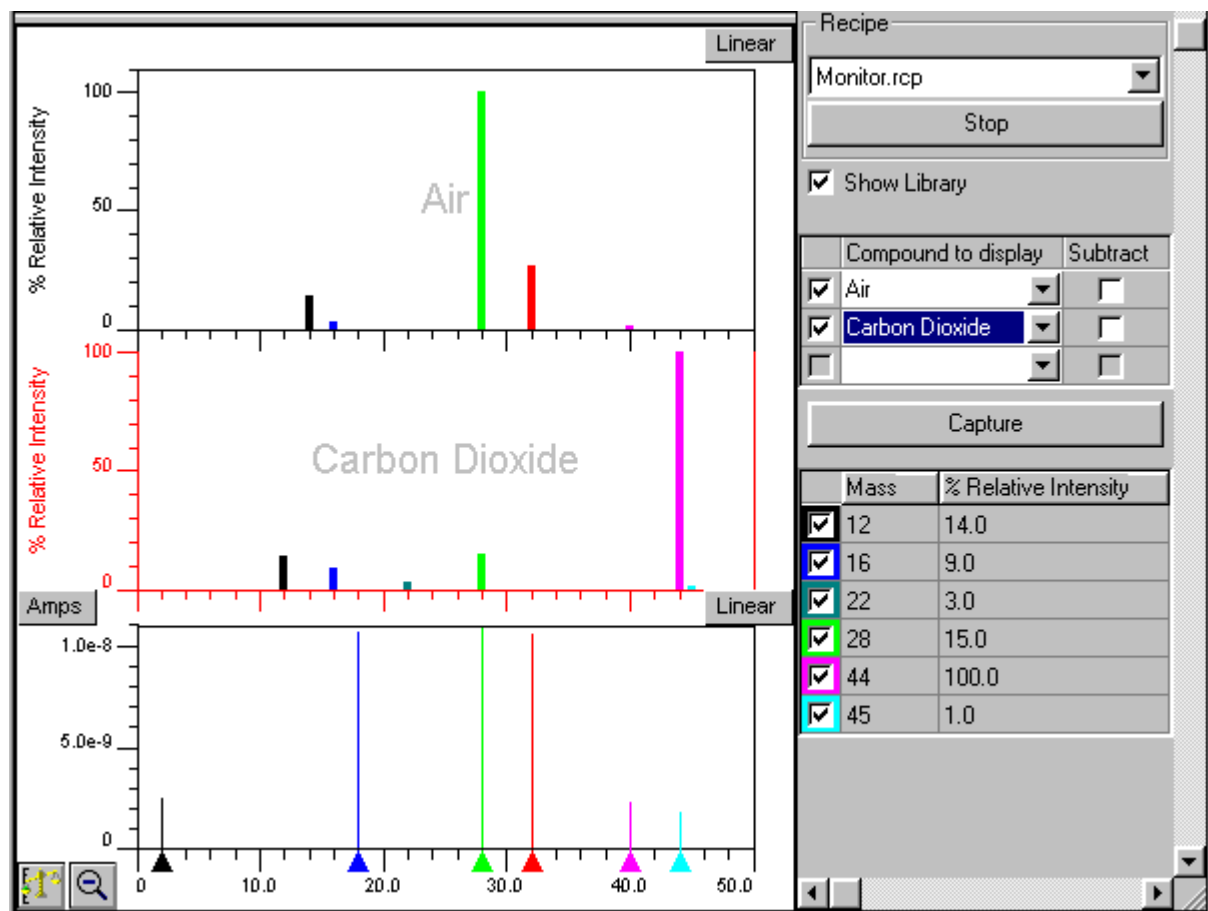 Linear
100
50
0
% Relative Intensity
Air
100
50
0
% Relative Intensity
Carbon Dioxide
Amps
Linear
1.0e-8
5.0e-9
0
0 10.0 20.0 30.0 40.0 50.0
Recipe
Monitor.rcp
Stop
Show Library
Compound to display Subtract
Air
Carbon Dioxide
Capture
Mass % Relative Intensity
12 14.0
16 9.0
22 3.0
28 15.0
44 100.0
45 1.0